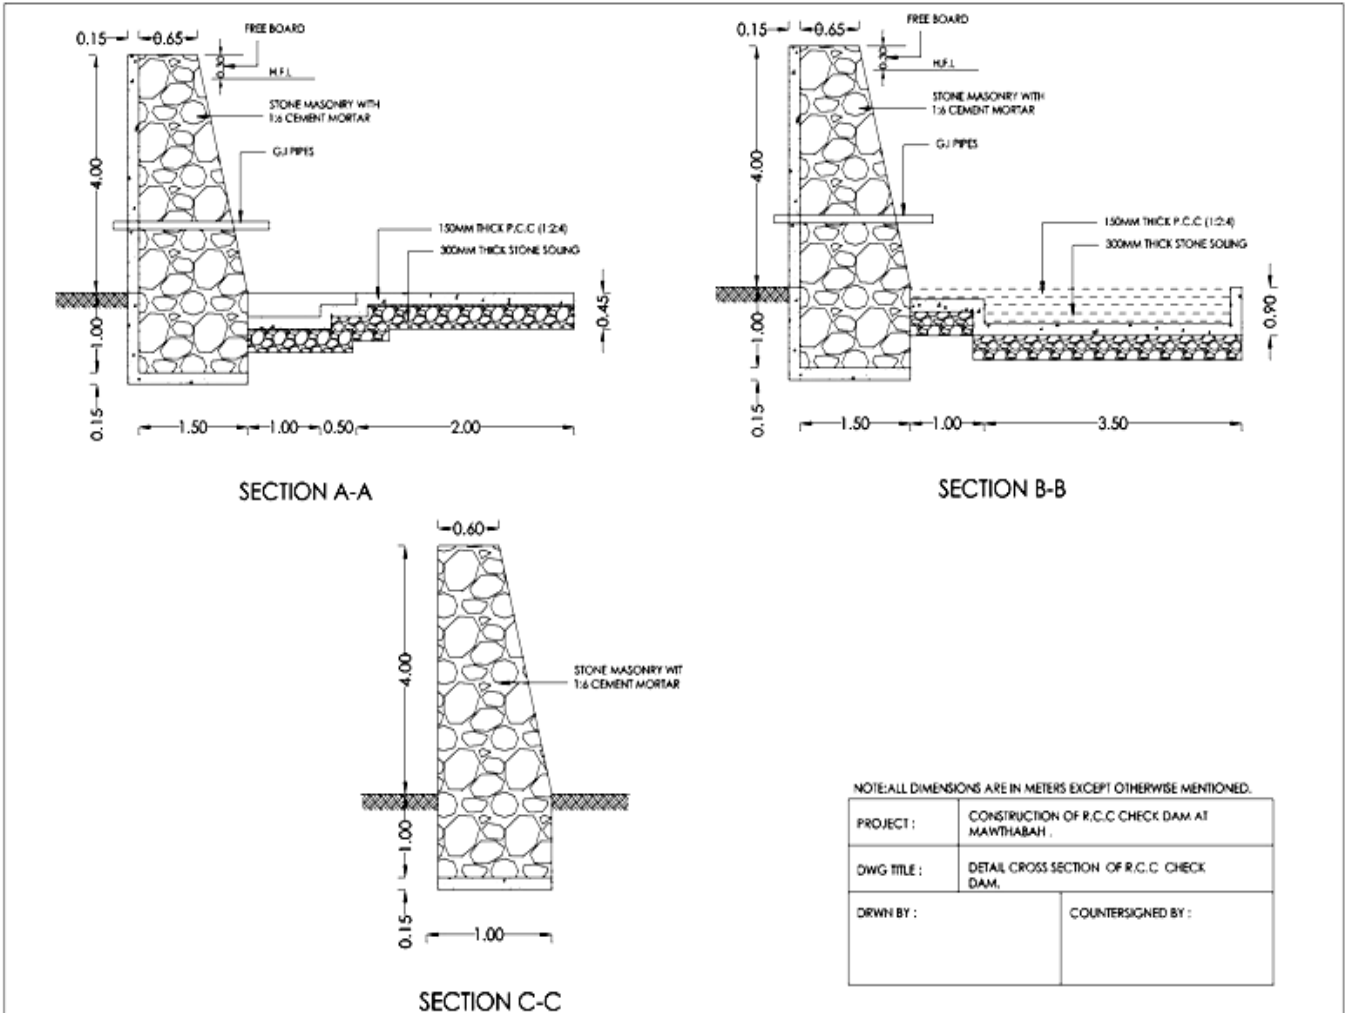 FREE BOARD
0.15
0.65
H.F.L
STONE MASONRY WITH
1:6 CEMENT MORTAR
G.I PIPES
4.00
150MM THICK P.C.C (1:2:4)
300MM THICK STONE SOLING
0.45
1.00
0.15
1.50
1.00
0.50
2.00
SECTION A-A
FREE BOARD
0.15
0.65
H.F.L
STONE MASONRY WITH
1:6 CEMENT MORTAR
G.I PIPES
4.00
150MM THICK P.C.C (1:2:4)
300MM THICK STONE SOLING
0.90
1.00
0.15
1.50
1.00
3.50
SECTION B-B
0.60
4.00
STONE MASONRY WIT
1:6 CEMENT MORTAR
1.00
0.15
1.00
SECTION C-C
NOTE:ALL DIMENSIONS ARE IN METERS EXCEPT OTHERWISE MENTIONED.
PROJECT :
CONSTRUCTION OF R.C.C CHECK DAM AT
MAWTHABAH .
DWG TITLE :
DETAIL CROSS SECTION OF R.C.C CHECK
DAM.
DRWN BY :
COUNTERSIGNED BY :